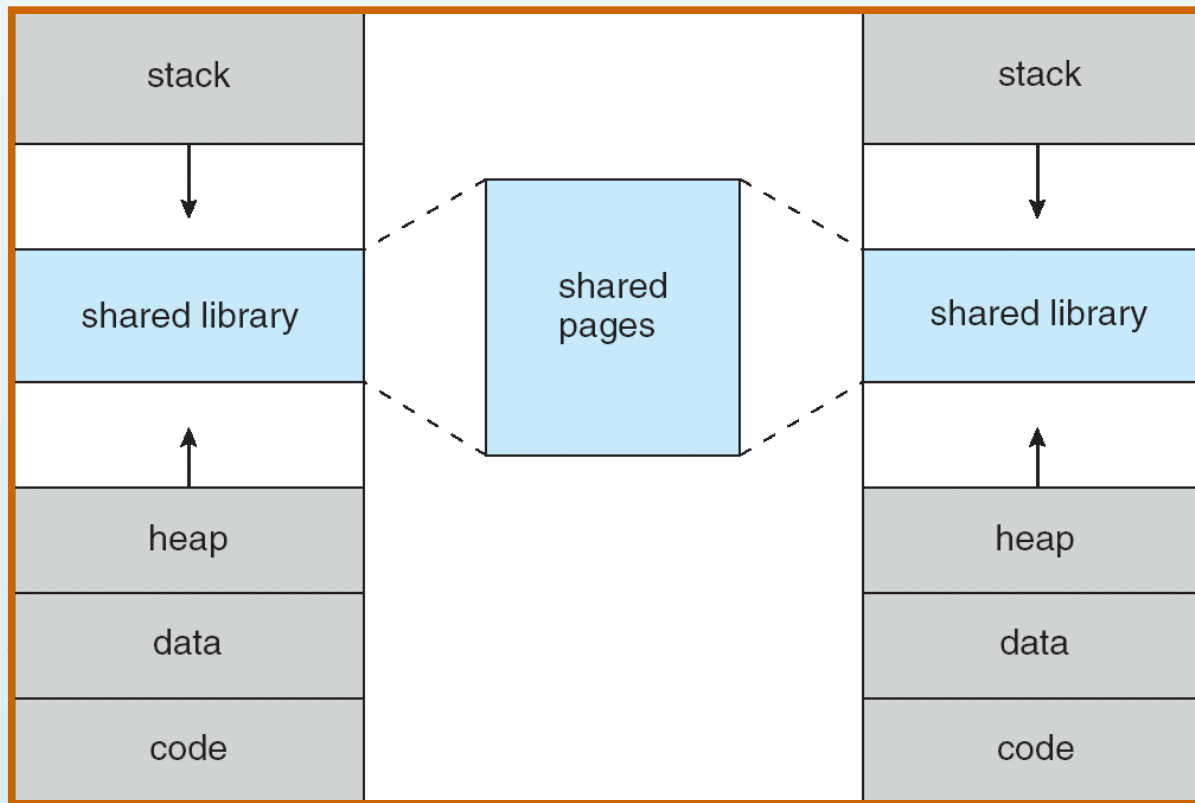 stack
shared library
heap
data
code
shared
pages
stack
shared library
heap
data
code